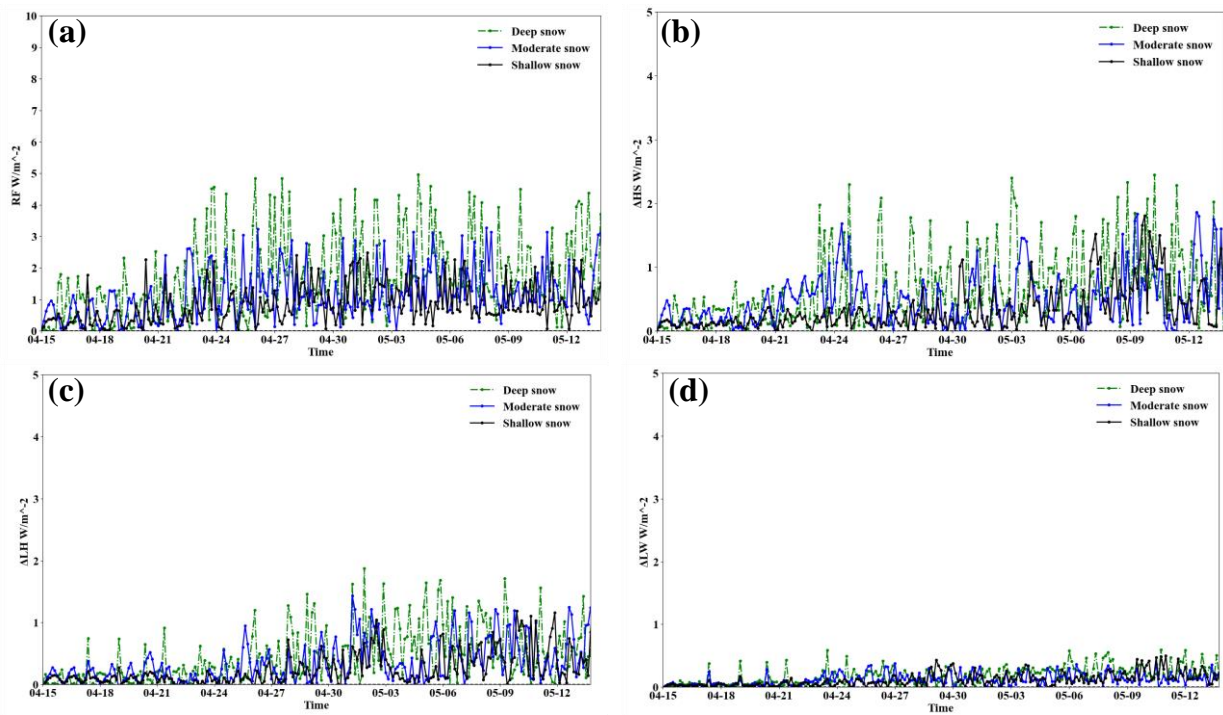 (a)
Deep snow
Moderate snow
Shallow snow
10
9
8
7
6
5
4
3
2
1
0
RF W/m^-2
04-15 04-18 04-21 04-24 04-27 04-30 05-03 05-06 05-09 05-12
Time
(b)
Deep snow
Moderate snow
Shallow snow
5
4
3
2
1
0
ΔHS W/m^-2
04-15 04-18 04-21 04-24 04-27 04-30 05-03 05-06 05-09 05-12
Time
(c)
Deep snow
Moderate snow
Shallow snow
5
4
3
2
1
0
ΔLH W/m^-2
04-15 04-18 04-21 04-24 04-27 04-30 05-03 05-06 05-09 05-12
Time
(d)
Deep snow
Moderate snow
Shallow snow
5
4
3
2
1
0
ΔLW W/m^-2
04-15 04-18 04-21 04-24 04-27 04-30 05-03 05-06 05-09 05-12
Time